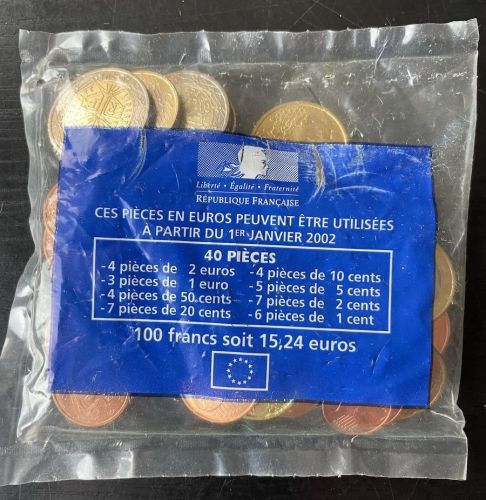 Liberté • Égalité • Fraternité
RÉPUBLIQUE FRANÇAISE
CES PIÈCES EN EUROS PEUVENT ÊTRE UTILISÉES
À PARTIR DU 1ER JANVIER 2002
40 PIÈCES
-4 pièces de 2 euros -4 pièces de 10 cents
-3 pièces de 1 euro -5 pièces de 5 cents
-4 pièces de 50 cents -7 pièces de 2 cents
-7 pièces de 20 cents -6 pièces de 1 cent
100 francs soit 15,24 euros